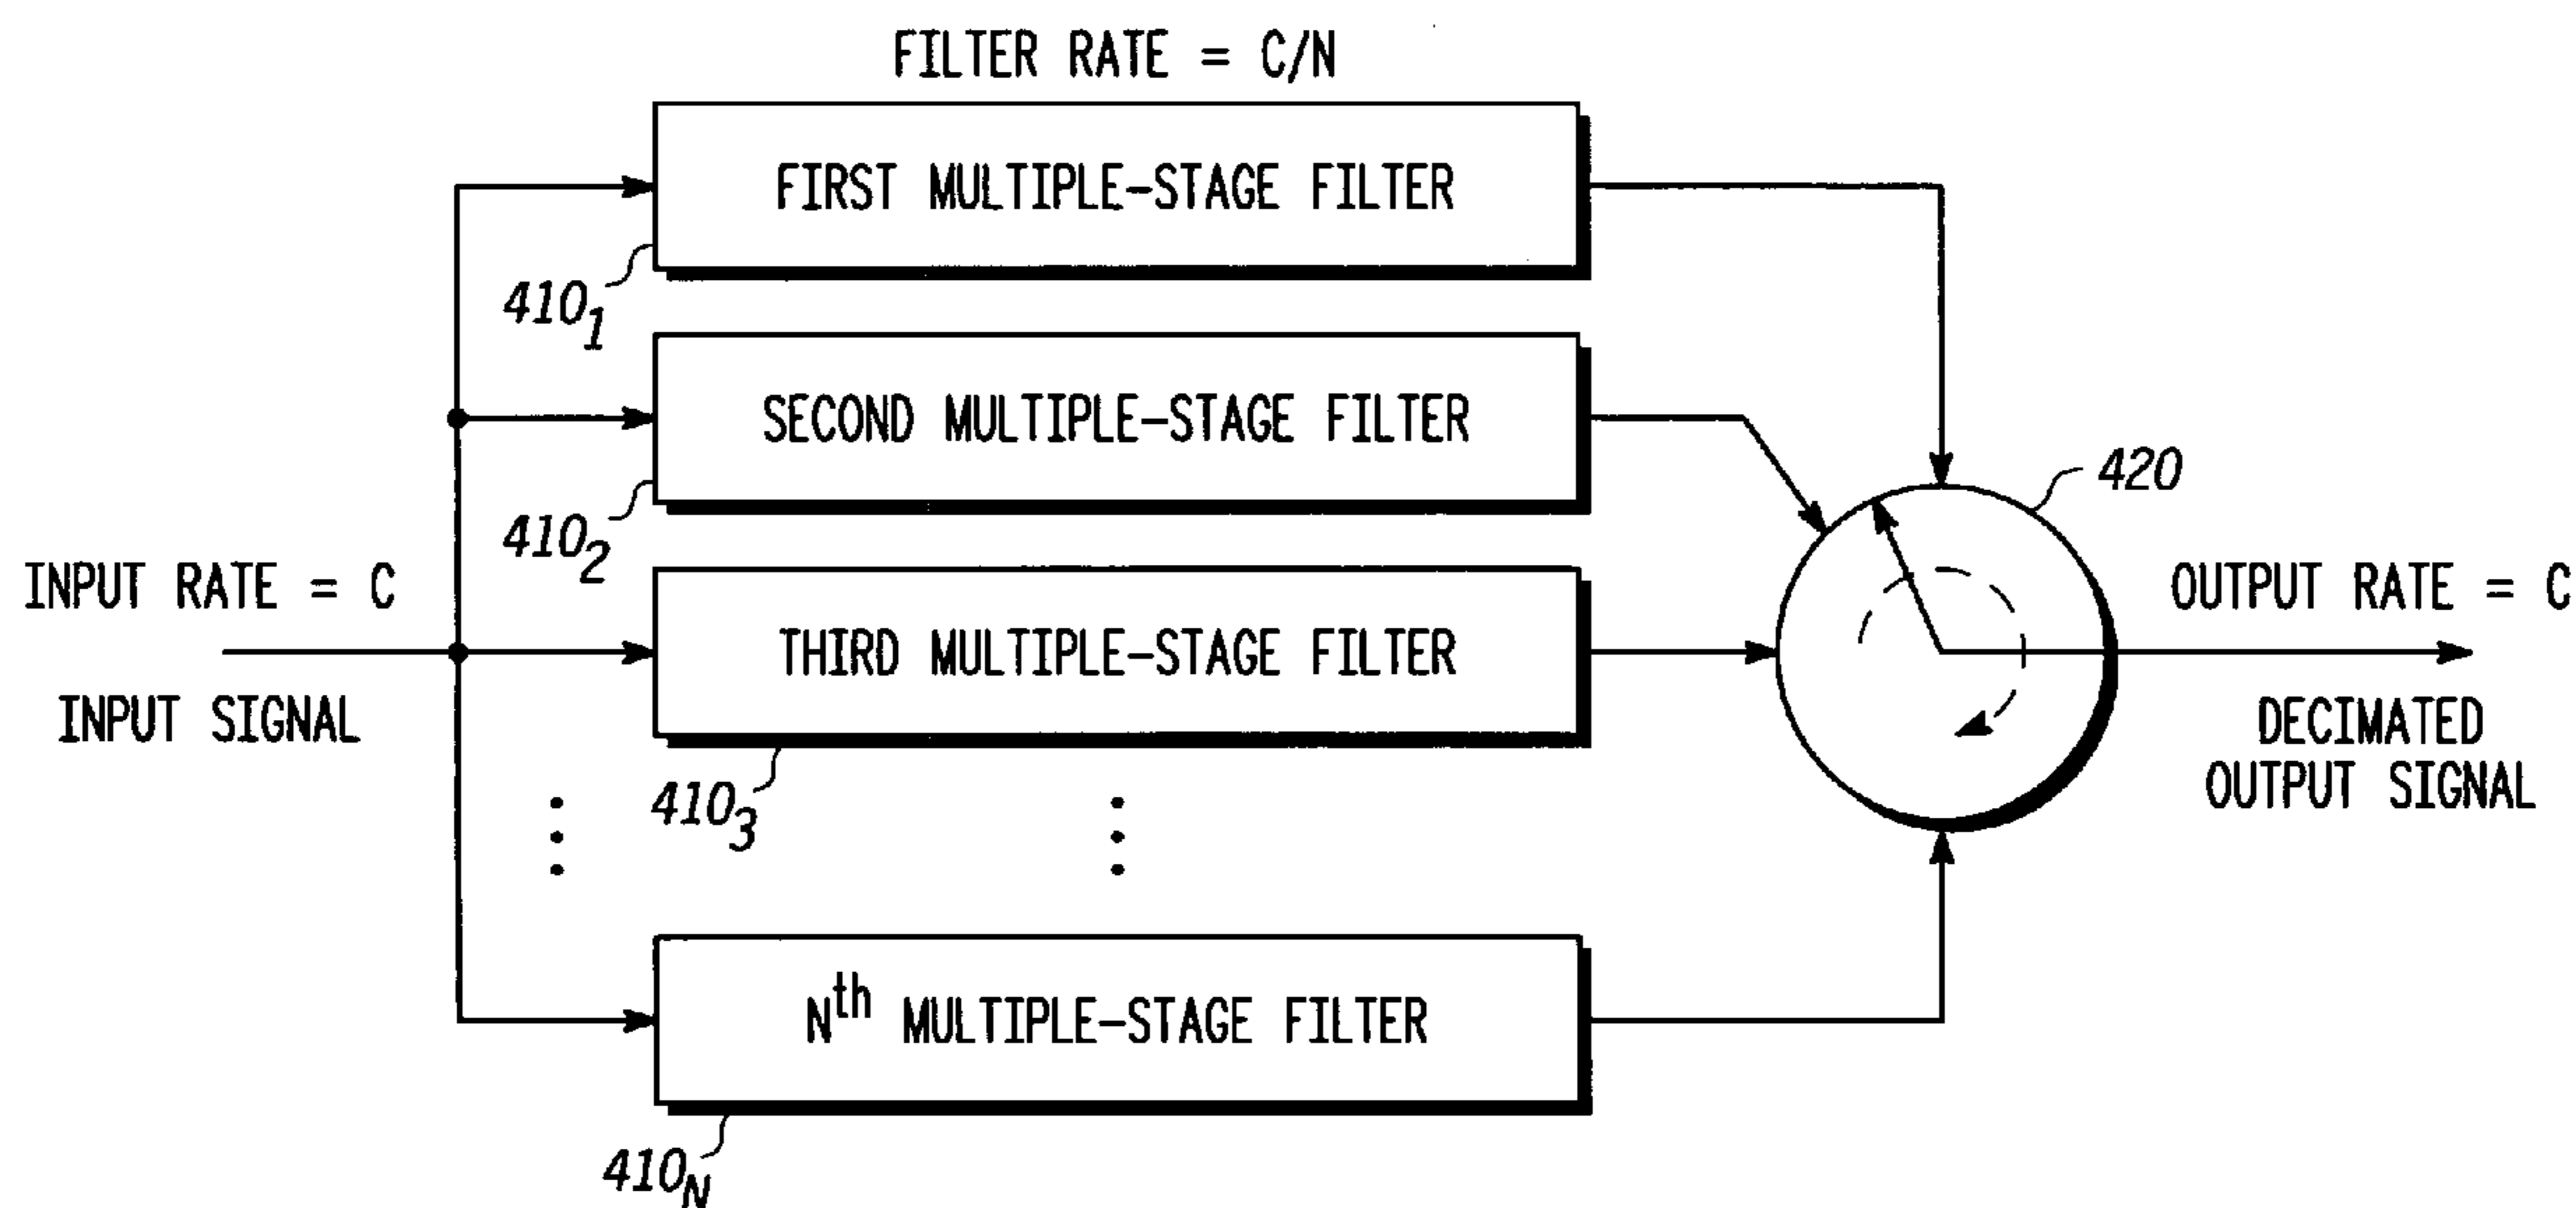 FILTER RATE = C/N
FIRST MULTIPLE-STAGE FILTER
410₁
SECOND MULTIPLE-STAGE FILTER
410₂
420
INPUT RATE = C
INPUT SIGNAL
THIRD MULTIPLE-STAGE FILTER
410₃
OUTPUT RATE = C
DECIMATED
OUTPUT SIGNAL
Nth MULTIPLE-STAGE FILTER
410N